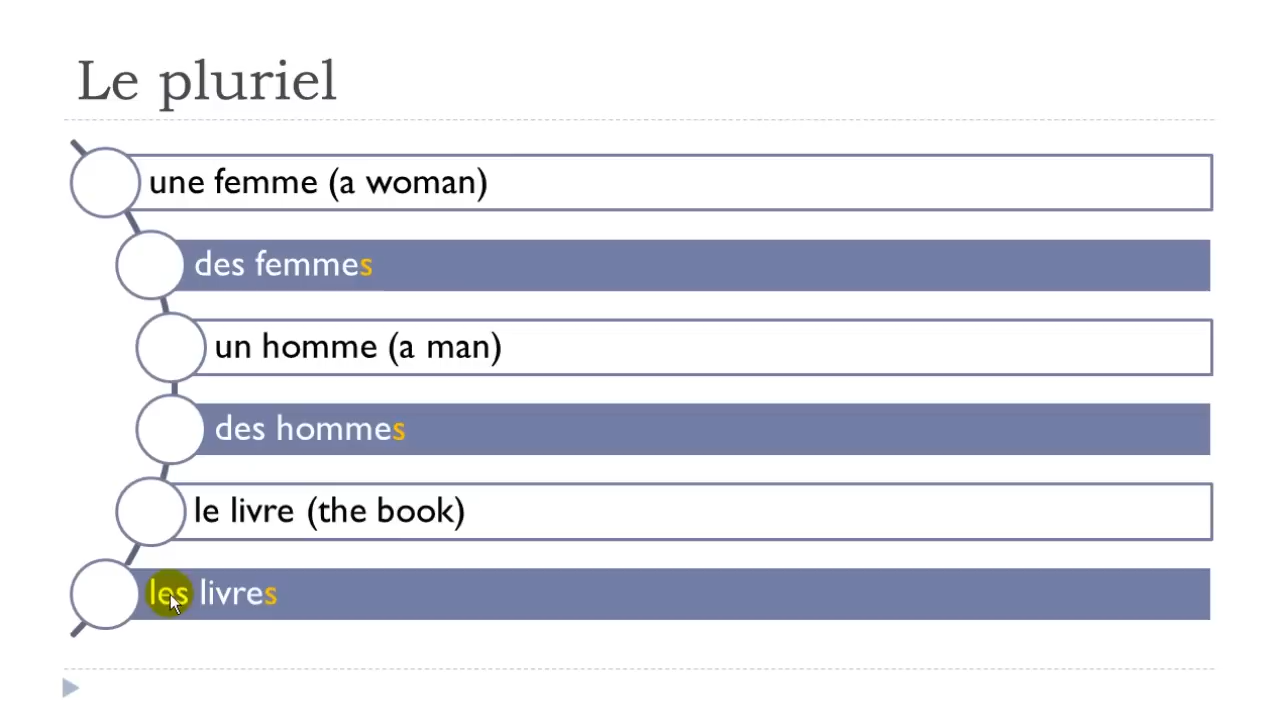 Le pluriel
une femme (a woman)
des femmes
un homme (a man)
des hommes
le livre (the book)
les livres